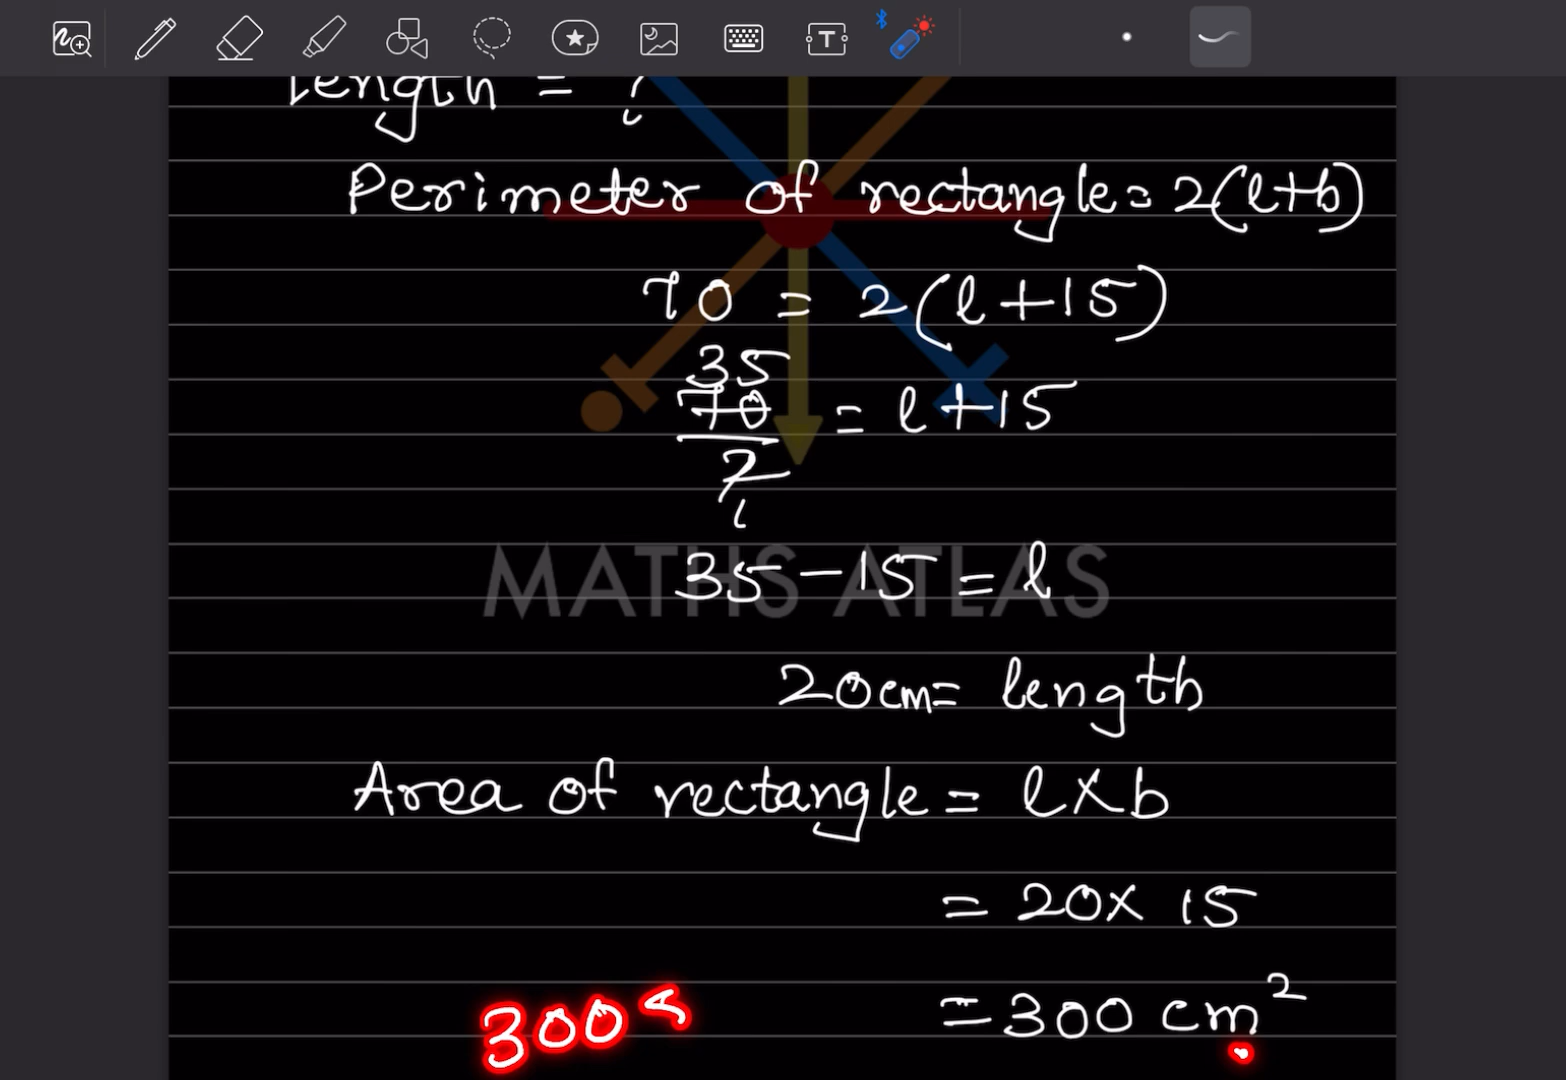 length = ?
Perimeter of rectangle = 2(l+b)
70 = 2(l+15)
35
70/2 = l+15
1
35-15 = l
MATHS ATLAS
20cm = length
Area of rectangle = l×b
= 20×15
= 300 cm²
300